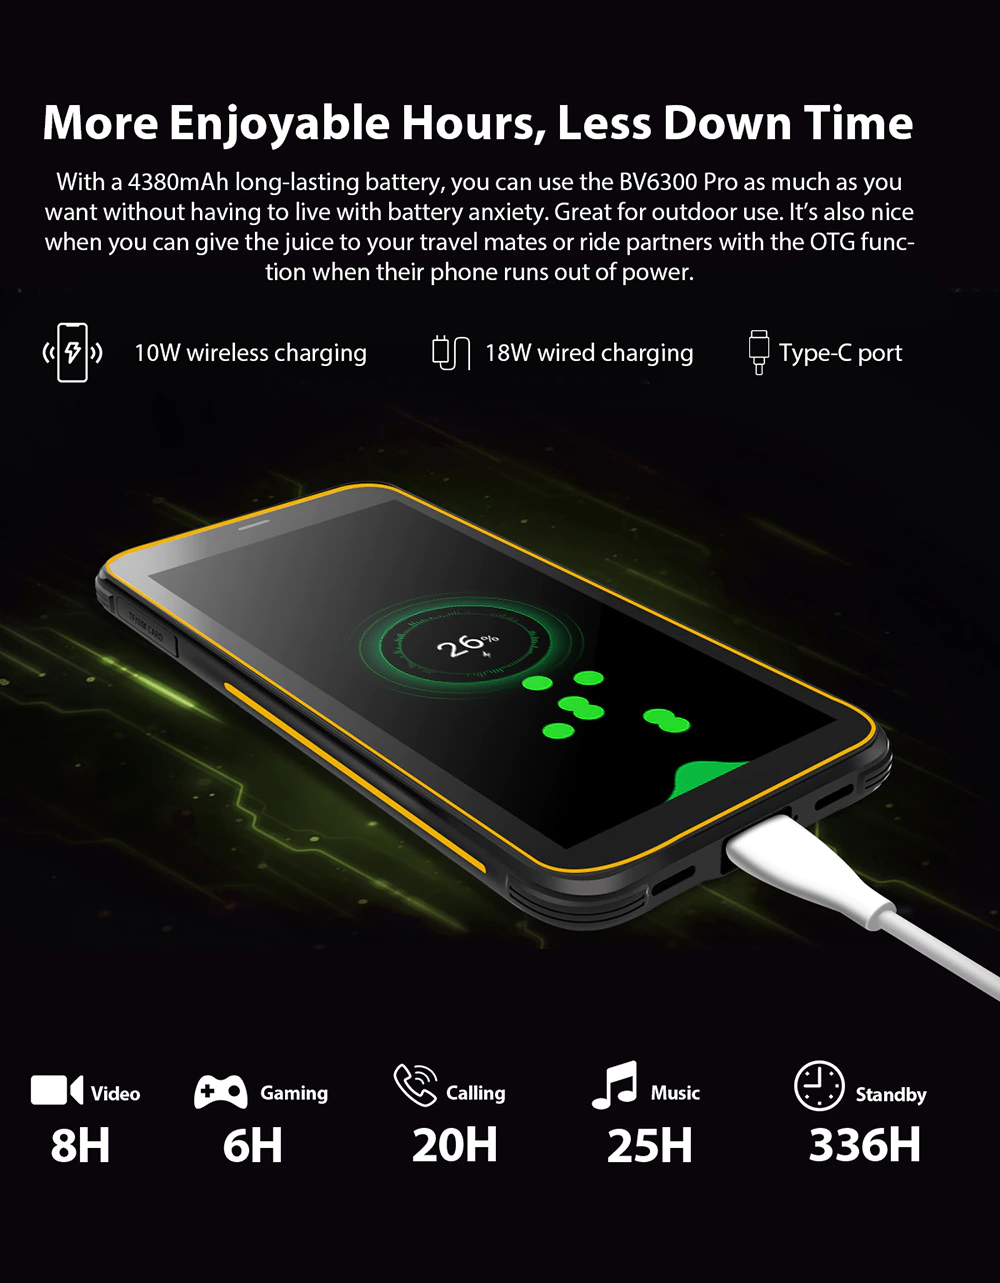 More Enjoyable Hours, Less Down Time
With a 4380mAh long-lasting battery, you can use the BV6300 Pro as much as you
want without having to live with battery anxiety. Great for outdoor use. It’s also nice
when you can give the juice to your travel mates or ride partners with the OTG func-
tion when their phone runs out of power.
10W wireless charging 18W wired charging Type-C port
26%
Video Gaming Calling Music Standby
8H 6H 20H 25H 336H